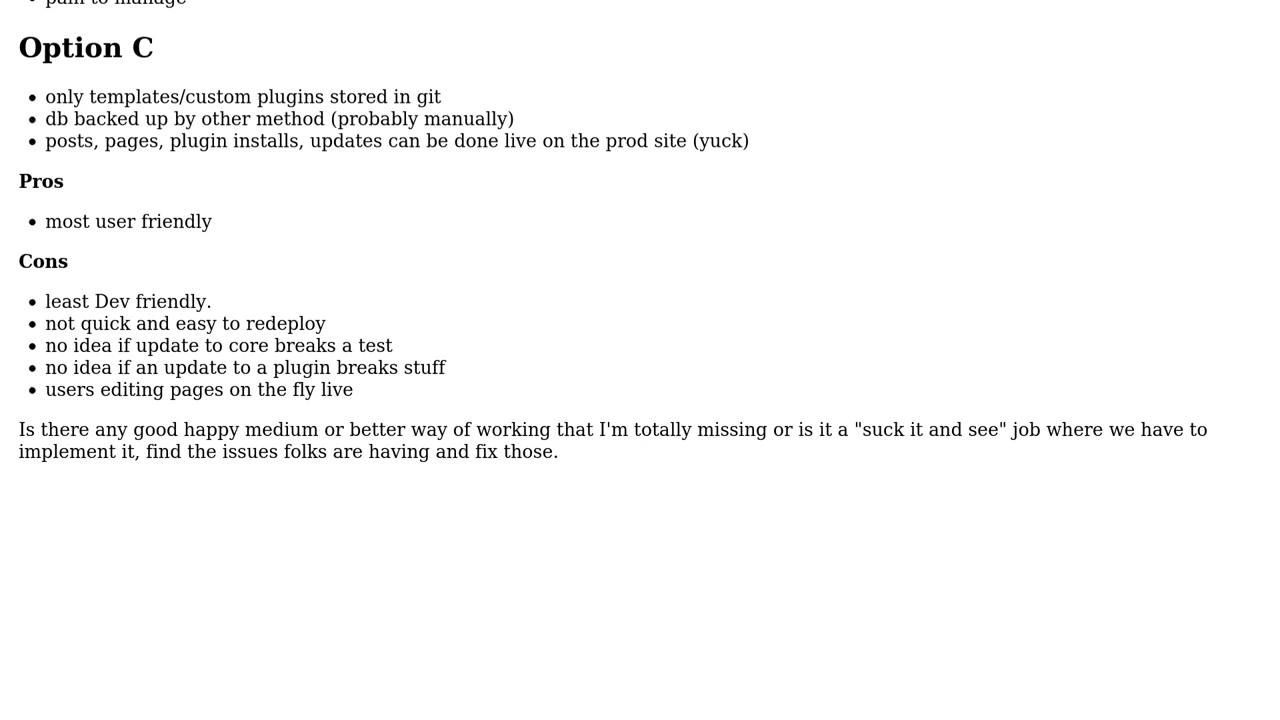 pain to manage
Option C
only templates/custom plugins stored in git
db backed up by other method (probably manually)
posts, pages, plugin installs, updates can be done live on the prod site (yuck)
Pros
most user friendly
Cons
least Dev friendly.
not quick and easy to redeploy
no idea if update to core breaks a test
no idea if an update to a plugin breaks stuff
users editing pages on the fly live
Is there any good happy medium or better way of working that I'm totally missing or is it a "suck it and see" job where we have to
implement it, find the issues folks are having and fix those.